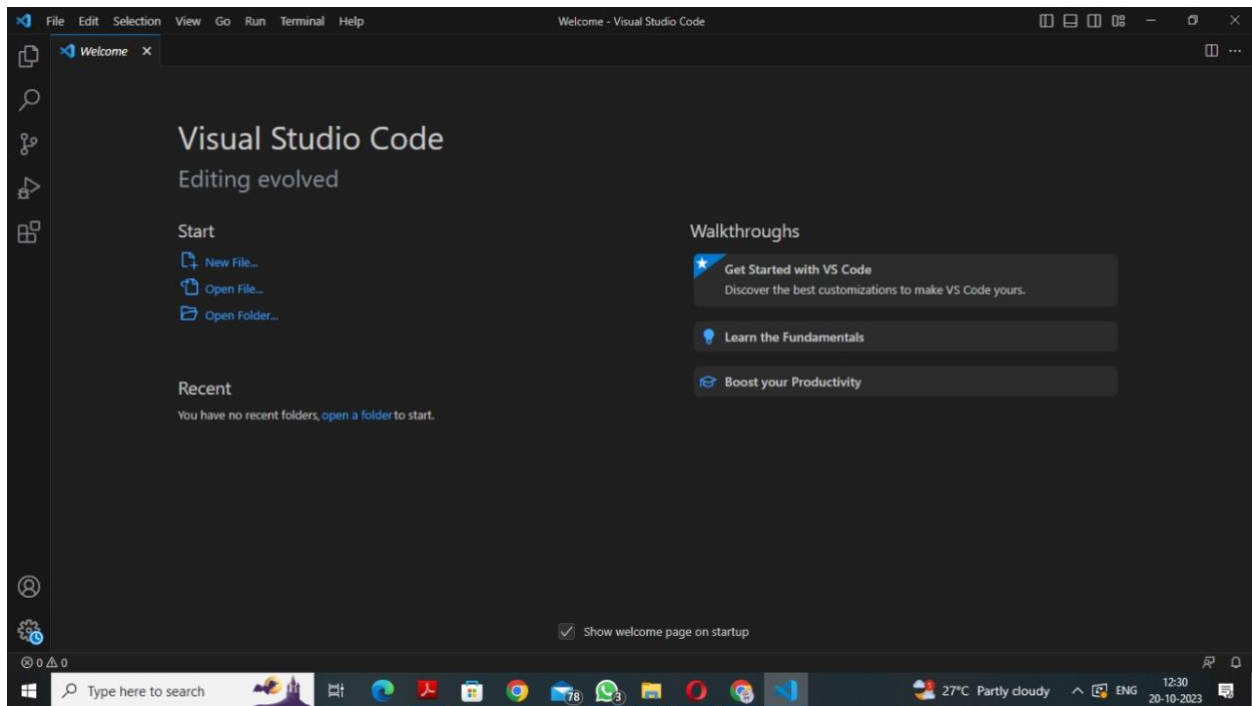 File Edit Selection View Go Run Terminal Help Welcome - Visual Studio Code
Welcome
Visual Studio Code
Editing evolved
Start
New File...
Open File...
Open Folder...
Recent
You have no recent folders, open a folder to start.
Walkthroughs
Get Started with VS Code
Discover the best customizations to make VS Code yours.
Learn the Fundamentals
Boost your Productivity
Show welcome page on startup
0 0
Type here to search 78 3 27°C Partly cloudy ENG 12:30
20-10-2023